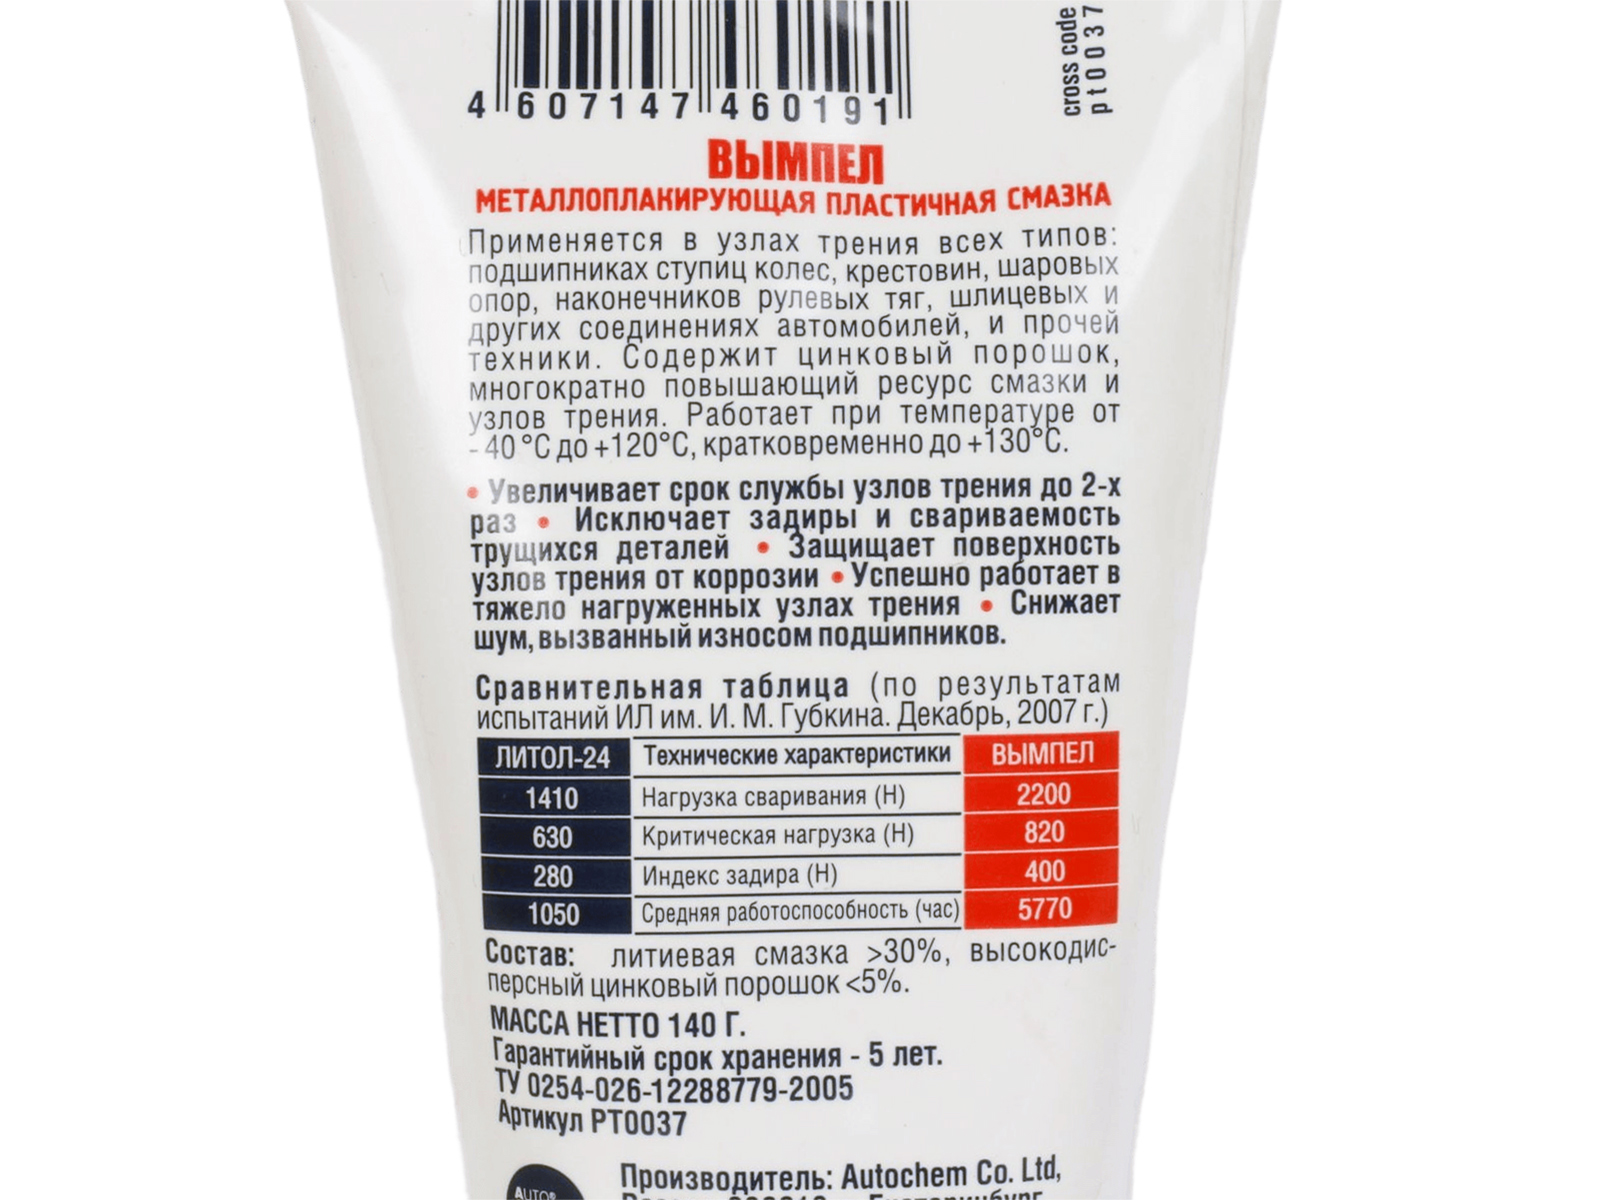 cross code
pt0037
4 607147 460191
ВЫМПЕЛ
МЕТАЛЛОПЛАКИРУЮЩАЯ ПЛАСТИЧНАЯ СМАЗКА
Применяется в узлах трения всех типов:
подшипниках ступиц колес, крестовин, шаровых
опор, наконечников рулевых тяг, шлицевых и
других соединениях автомобилей, и прочей
техники. Содержит цинковый порошок,
многократно повышающий ресурс смазки и
узлов трения. Работает при температуре от
- 40 °C до +120°C, кратковременно до +130°C.
• Увеличивает срок службы узлов трения до 2-х
раз • Исключает задиры и свариваемость
трущихся деталей • Защищает поверхность
узлов трения от коррозии • Успешно работает в
тяжело нагруженных узлах трения • Снижает
шум, вызванный износом подшипников.
Сравнительная таблица (по результатам
испытаний ИЛ им. И. М. Губкина. Декабрь, 2007 г.)
ЛИТОЛ-24 Технические характеристики ВЫМПЕЛ
1410 Нагрузка сваривания (Н) 2200
630 Критическая нагрузка (Н) 820
280 Индекс задира (Н) 400
1050 Средняя работоспособность (час) 5770
Состав: литиевая смазка >30%, высокодис-
персный цинковый порошок <5%.
МАССА НЕТТО 140 Г.
Гарантийный срок хранения - 5 лет.
ТУ 0254-026-12288779-2005
Артикул РТ0037
AUTO®
Производитель: Autochem Co. Ltd,